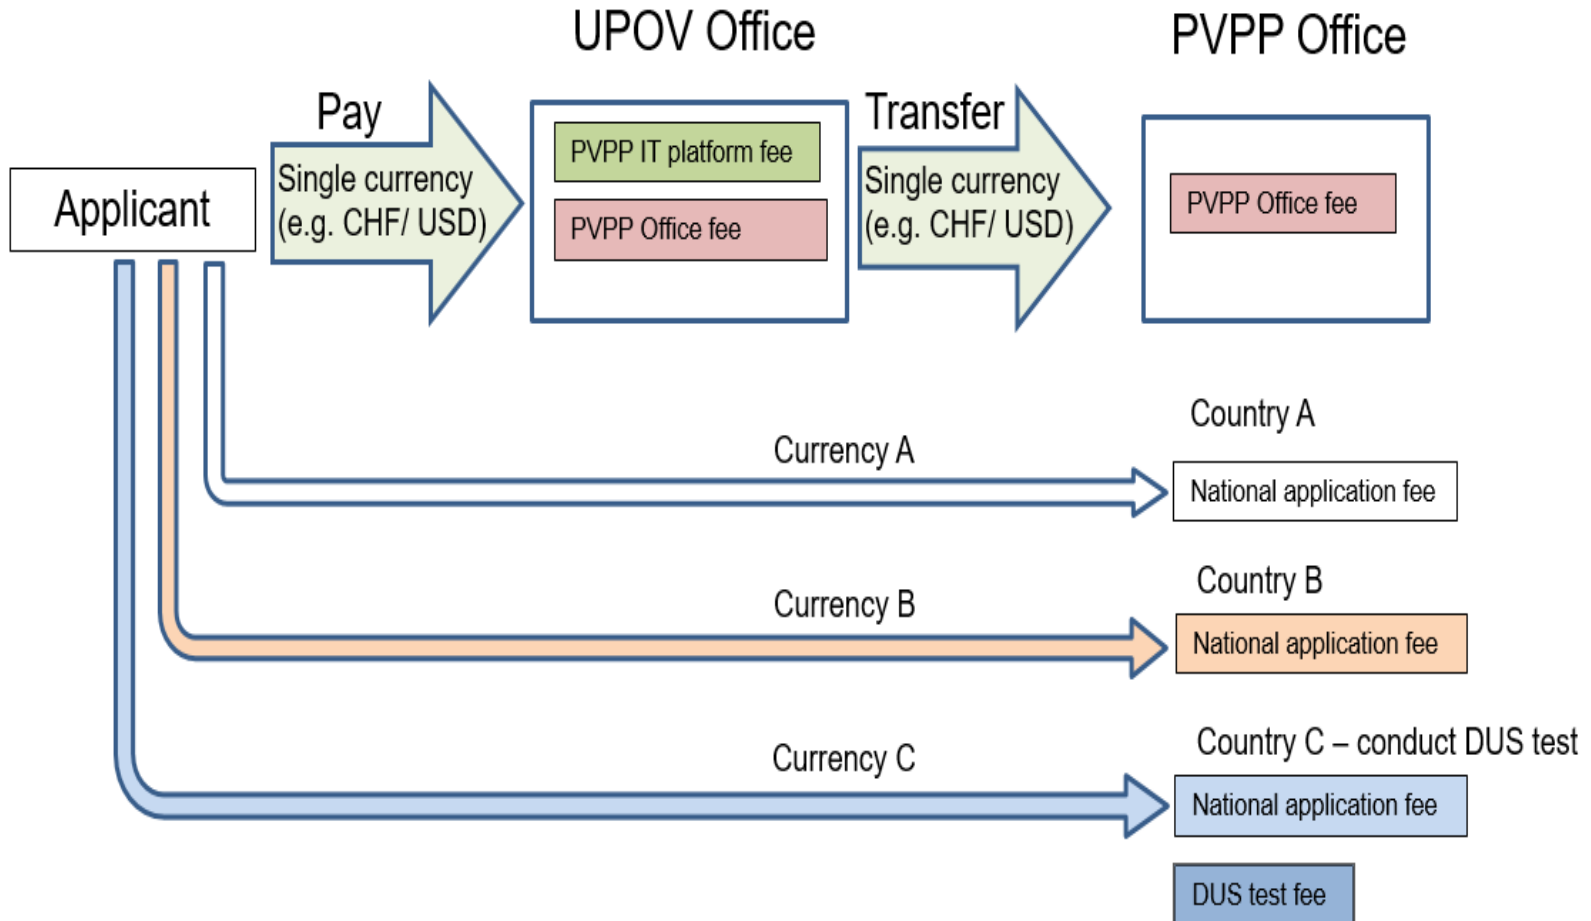 UPOV Office
PVPP Office
Pay
Transfer
Applicant
Single currency
(e.g. CHF/ USD)
PVPP IT platform fee
PVPP Office fee
Single currency
(e.g. CHF/ USD)
PVPP Office fee
Country A
Currency A
National application fee
Country B
Currency B
National application fee
Country C – conduct DUS test
Currency C
National application fee
DUS test fee